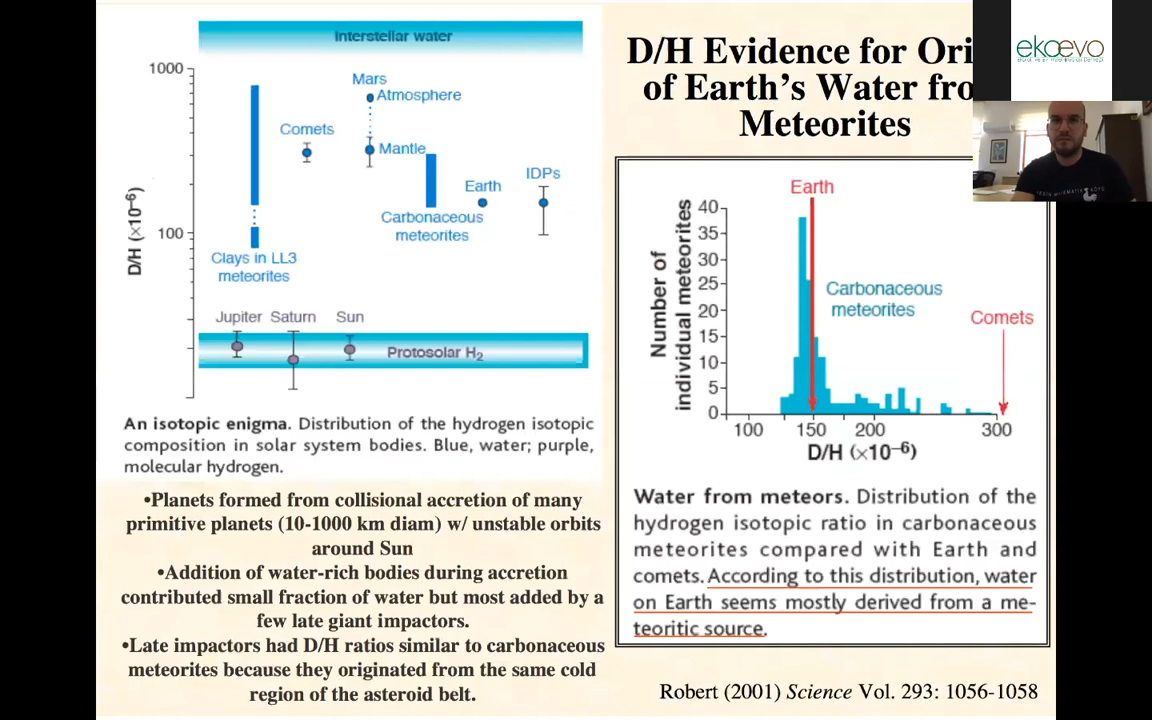 Interstellar water
1000
100
D/H (×10⁻⁶)
Mars
Atmosphere
Comets
Mantle
IDPs
Earth
Carbonaceous
meteorites
Clays in LL3
meteorites
Jupiter Saturn Sun
Protosolar H₂
An isotopic enigma. Distribution of the hydrogen isotopic
composition in solar system bodies. Blue, water; purple,
molecular hydrogen.
•Planets formed from collisional accretion of many
primitive planets (10-1000 km diam) w/ unstable orbits
around Sun
•Addition of water-rich bodies during accretion
contributed small fraction of water but most added by a
few late giant impactors.
•Late impactors had D/H ratios similar to carbonaceous
meteorites because they originated from the same cold
region of the asteroid belt.
D/H Evidence for Ori
of Earth's Water fro
Meteorites
Earth
Number of
individual meteorites
40
35
30
25
20
15
10
5
0
Carbonaceous
meteorites
Comets
100 150 200 300
D/H (×10⁻⁶)
Water from meteors. Distribution of the
hydrogen isotopic ratio in carbonaceous
meteorites compared with Earth and
comets. According to this distribution, water
on Earth seems mostly derived from a me-
teoritic source.
Robert (2001) Science Vol. 293: 1056-1058
ekoevo